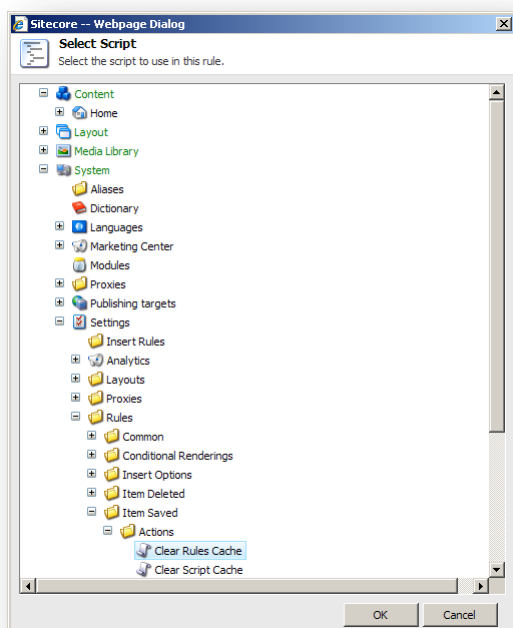 Sitecore -- Webpage Dialog
Select Script
Select the script to use in this rule.
Content
Home
Layout
Media Library
System
Aliases
Dictionary
Languages
Marketing Center
Modules
Proxies
Publishing targets
Settings
Insert Rules
Analytics
Layouts
Proxies
Rules
Common
Conditional Renderings
Insert Options
Item Deleted
Item Saved
Actions
Clear Rules Cache
Clear Script Cache
OK Cancel